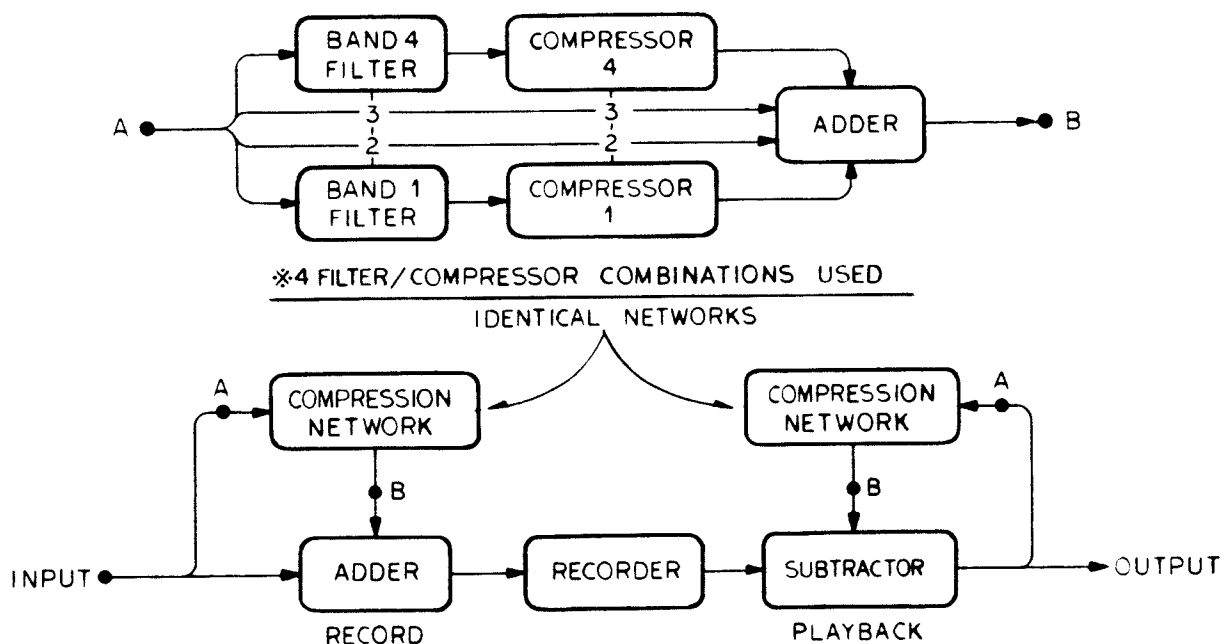 BAND 4
FILTER
COMPRESSOR
4
A
3
3
ADDER
B
2
2
BAND 1
FILTER
COMPRESSOR
1
※4 FILTER/COMPRESSOR COMBINATIONS USED
IDENTICAL NETWORKS
A
COMPRESSION
NETWORK
COMPRESSION
NETWORK
A
B
B
INPUT
ADDER
RECORDER
SUBTRACTOR
OUTPUT
RECORD
PLAYBACK